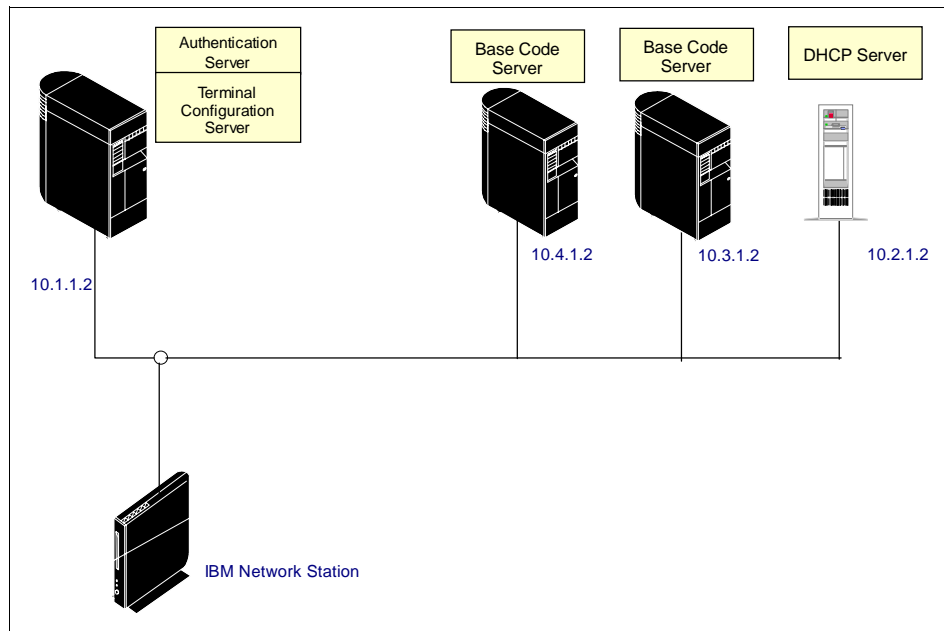 Authentication
Server
Terminal
Configuration
Server
Base Code
Server
Base Code
Server
DHCP Server
10.1.1.2
10.4.1.2
10.3.1.2
10.2.1.2
IBM Network Station